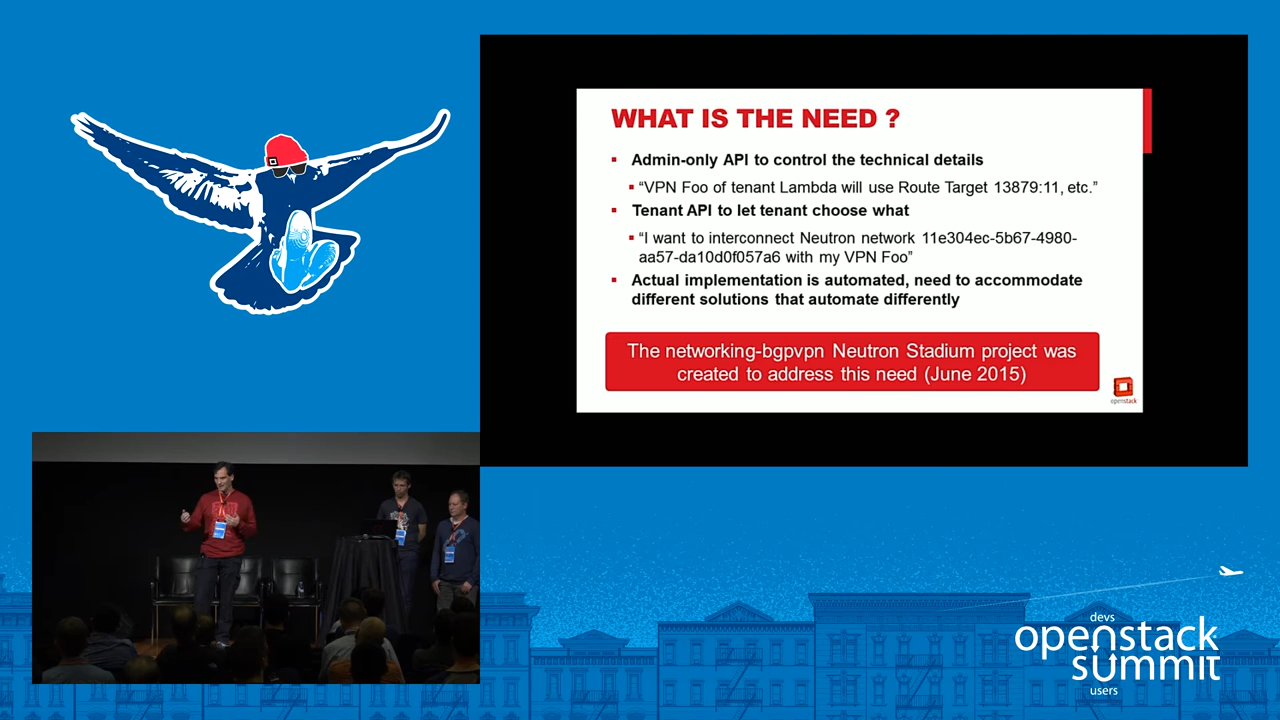 WHAT IS THE NEED ?
▪ Admin-only API to control the technical details
▪ “VPN Foo of tenant Lambda will use Route Target 13879:11, etc.”
▪ Tenant API to let tenant choose what
▪ “I want to interconnect Neutron network 11e304ec-5b67-4980-
aa57-da10d0f057a6 with my VPN Foo”
▪ Actual implementation is automated, need to accommodate
different solutions that automate differently
The networking-bgpvpn Neutron Stadium project was
created to address this need (June 2015)
openstack
devs
openstack
summit
users